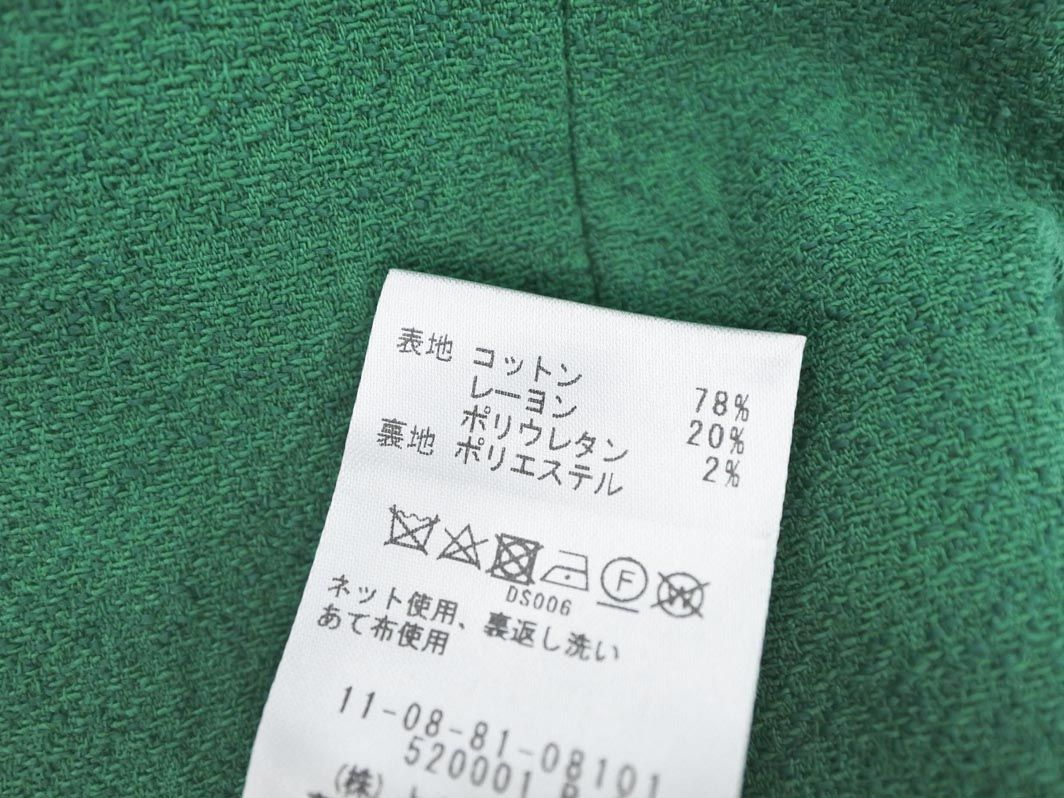 表地 コットン 78%
レーヨン 20%
ポリウレタン 2%
裏地 ポリエステル
F W
DS006
ネット使用、裏返し洗い
あて布使用
11-08-81-08101
520001
(株)